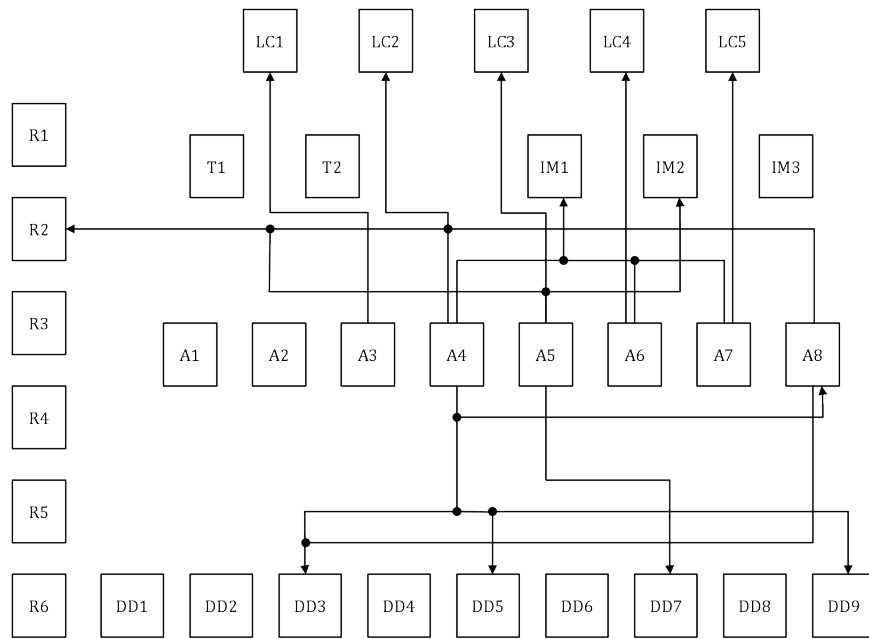 LC1 LC2 LC3 LC4 LC5
R1
T1 T2 IM1 IM2 IM3
R2
R3
A1 A2 A3 A4 A5 A6 A7 A8
R4
R5
R6 DD1 DD2 DD3 DD4 DD5 DD6 DD7 DD8 DD9